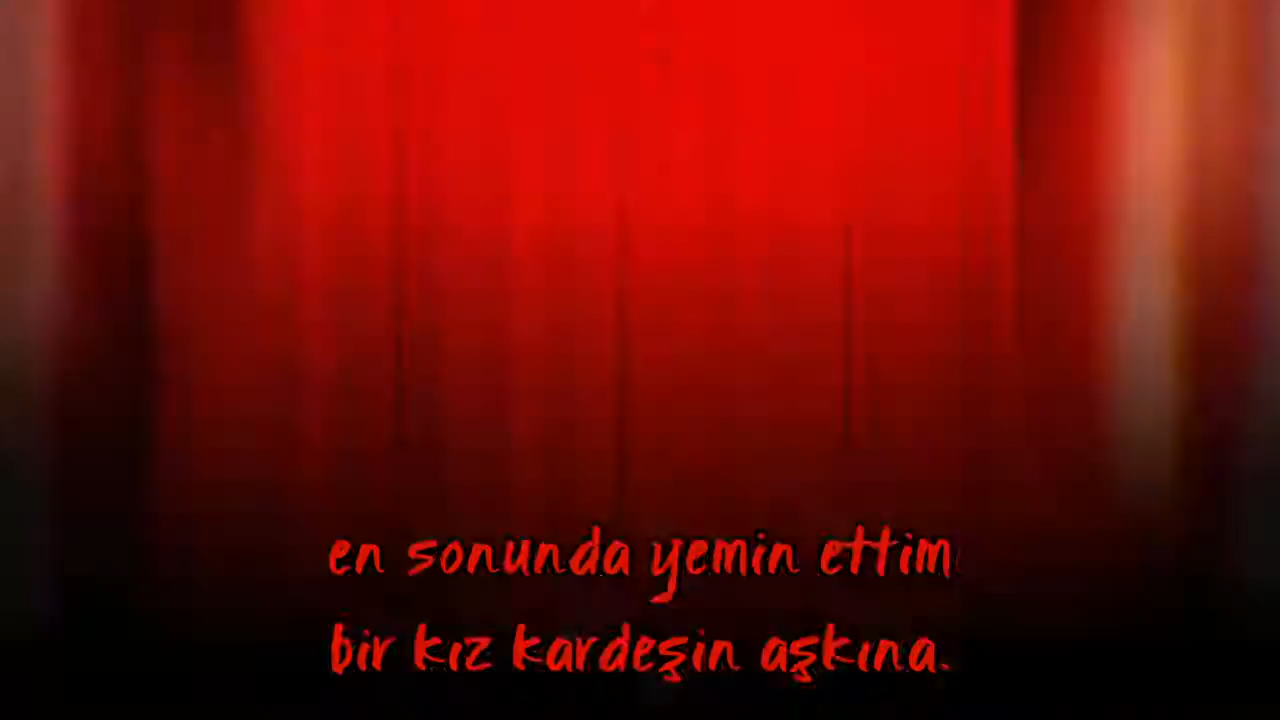 en sonunda yemin ettim
bir kız kardeşin aşkına.